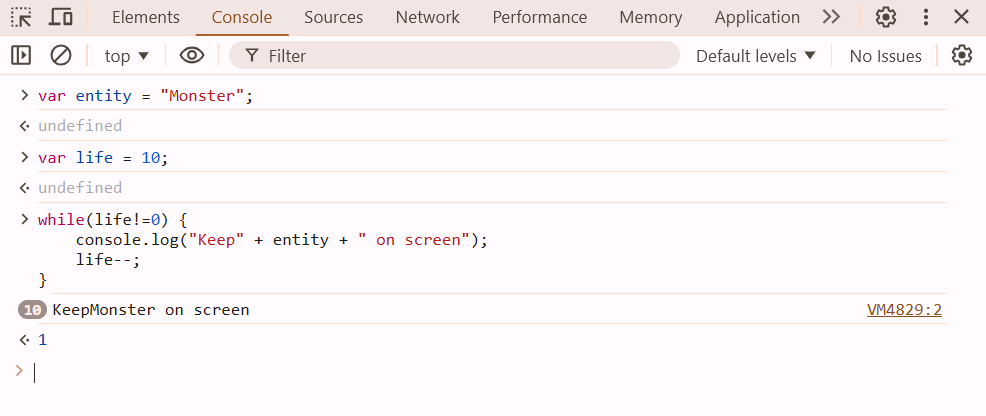 Elements Console Sources Network Performance Memory Application
top Filter Default levels No Issues
var entity = "Monster";
undefined
var life = 10;
undefined
while(life!=0) {
    console.log("Keep" + entity + " on screen");
    life--;
}
10 KeepMonster on screen VM4829:2
1